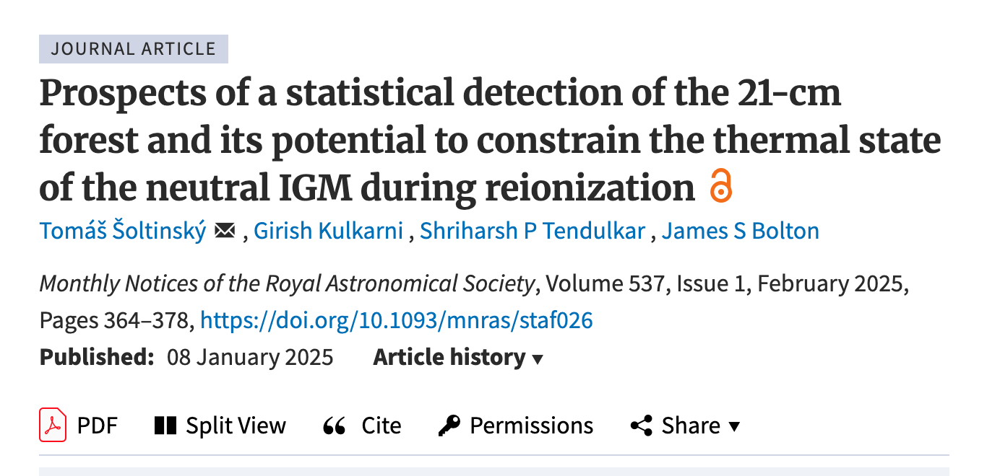 JOURNAL ARTICLE
Prospects of a statistical detection of the 21-cm
forest and its potential to constrain the thermal state
of the neutral IGM during reionization
Tomáš Šoltinský , Girish Kulkarni , Shriharsh P Tendulkar , James S Bolton
Monthly Notices of the Royal Astronomical Society, Volume 537, Issue 1, February 2025,
Pages 364–378, https://doi.org/10.1093/mnras/staf026
Published: 08 January 2025 Article history
PDF Split View Cite Permissions Share